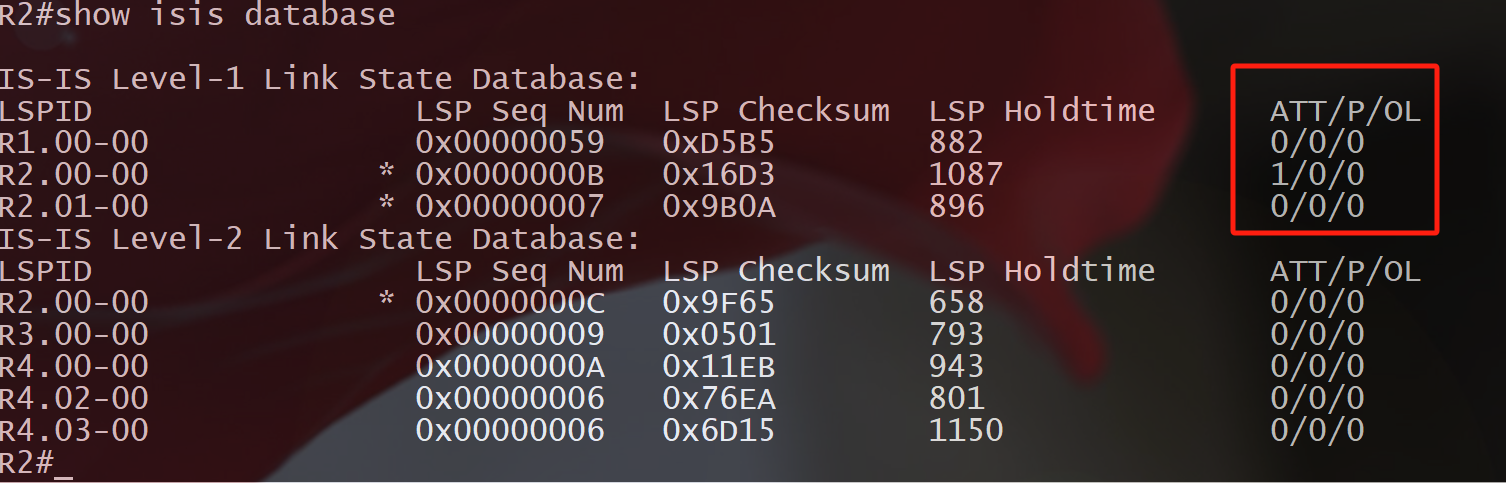 R2#show isis database
IS-IS Level-1 Link State Database:
LSPID LSP Seq Num LSP Checksum LSP Holdtime ATT/P/OL
R1.00-00 0x00000059 0xD5B5 882 0/0/0
R2.00-00 * 0x0000000B 0x16D3 1087 1/0/0
R2.01-00 * 0x00000007 0x9B0A 896 0/0/0
IS-IS Level-2 Link State Database:
LSPID LSP Seq Num LSP Checksum LSP Holdtime ATT/P/OL
R2.00-00 * 0x0000000C 0x9F65 658 0/0/0
R3.00-00 0x00000009 0x0501 793 0/0/0
R4.00-00 0x0000000A 0x11EB 943 0/0/0
R4.02-00 0x00000006 0x76EA 801 0/0/0
R4.03-00 0x00000006 0x6D15 1150 0/0/0
R2#_